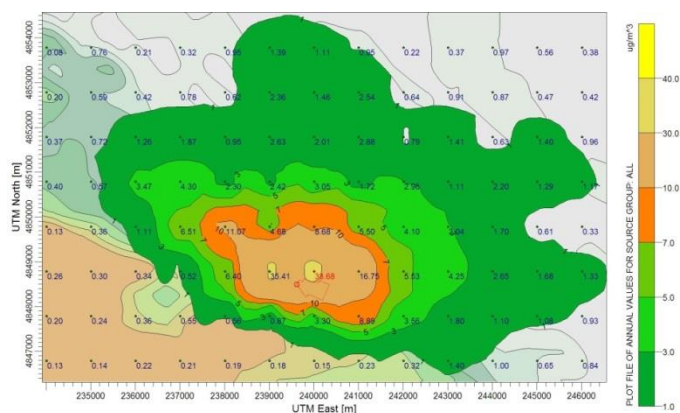 ug/m^3
4854000
0.08 0.76 0.21 0.32 0.95 1.39 1.11 0.95 0.22 0.37 0.97 0.56 0.38
4853000
0.20 0.59 0.42 0.78 0.62 2.36 1.46 2.54 0.64 0.91 0.87 0.47 0.42
4852000
0.37 0.72 1.26 1.87 0.95 2.63 2.01 2.88 0.79 1.41 0.63 1.40 0.96
4851000
0.40 0.57 3.47 4.30 2.30 2.42 3.05 1.72 2.95 1.11 2.20 1.29
4850000
0.13 0.36 1.11 6.51 11.07 4.68 5.50 4.10 1.70 0.61 0.33
4849000
0.26 0.30 0.34 0.52 6.40 35.41 16.75 5.53 4.25 2.65 1.68 1.33
4848000
0.20 0.24 0.36 0.55 0.87 3.30 3.56 1.80 1.10 1.08 0.93
4847000
0.13 0.14 0.22 0.21 0.19 0.18 0.15 0.23 0.32 1.40 1.00 0.65 0.84
235000 236000 237000 238000 239000 240000 241000 242000 243000 244000 245000 246000
UTM East [m]
UTM North [m]
40.0
30.0
10.0
7.0
5.0
3.0
1.0
PLOT FILE OF ANNUAL VALUES FOR SOURCE GROUP: ALL